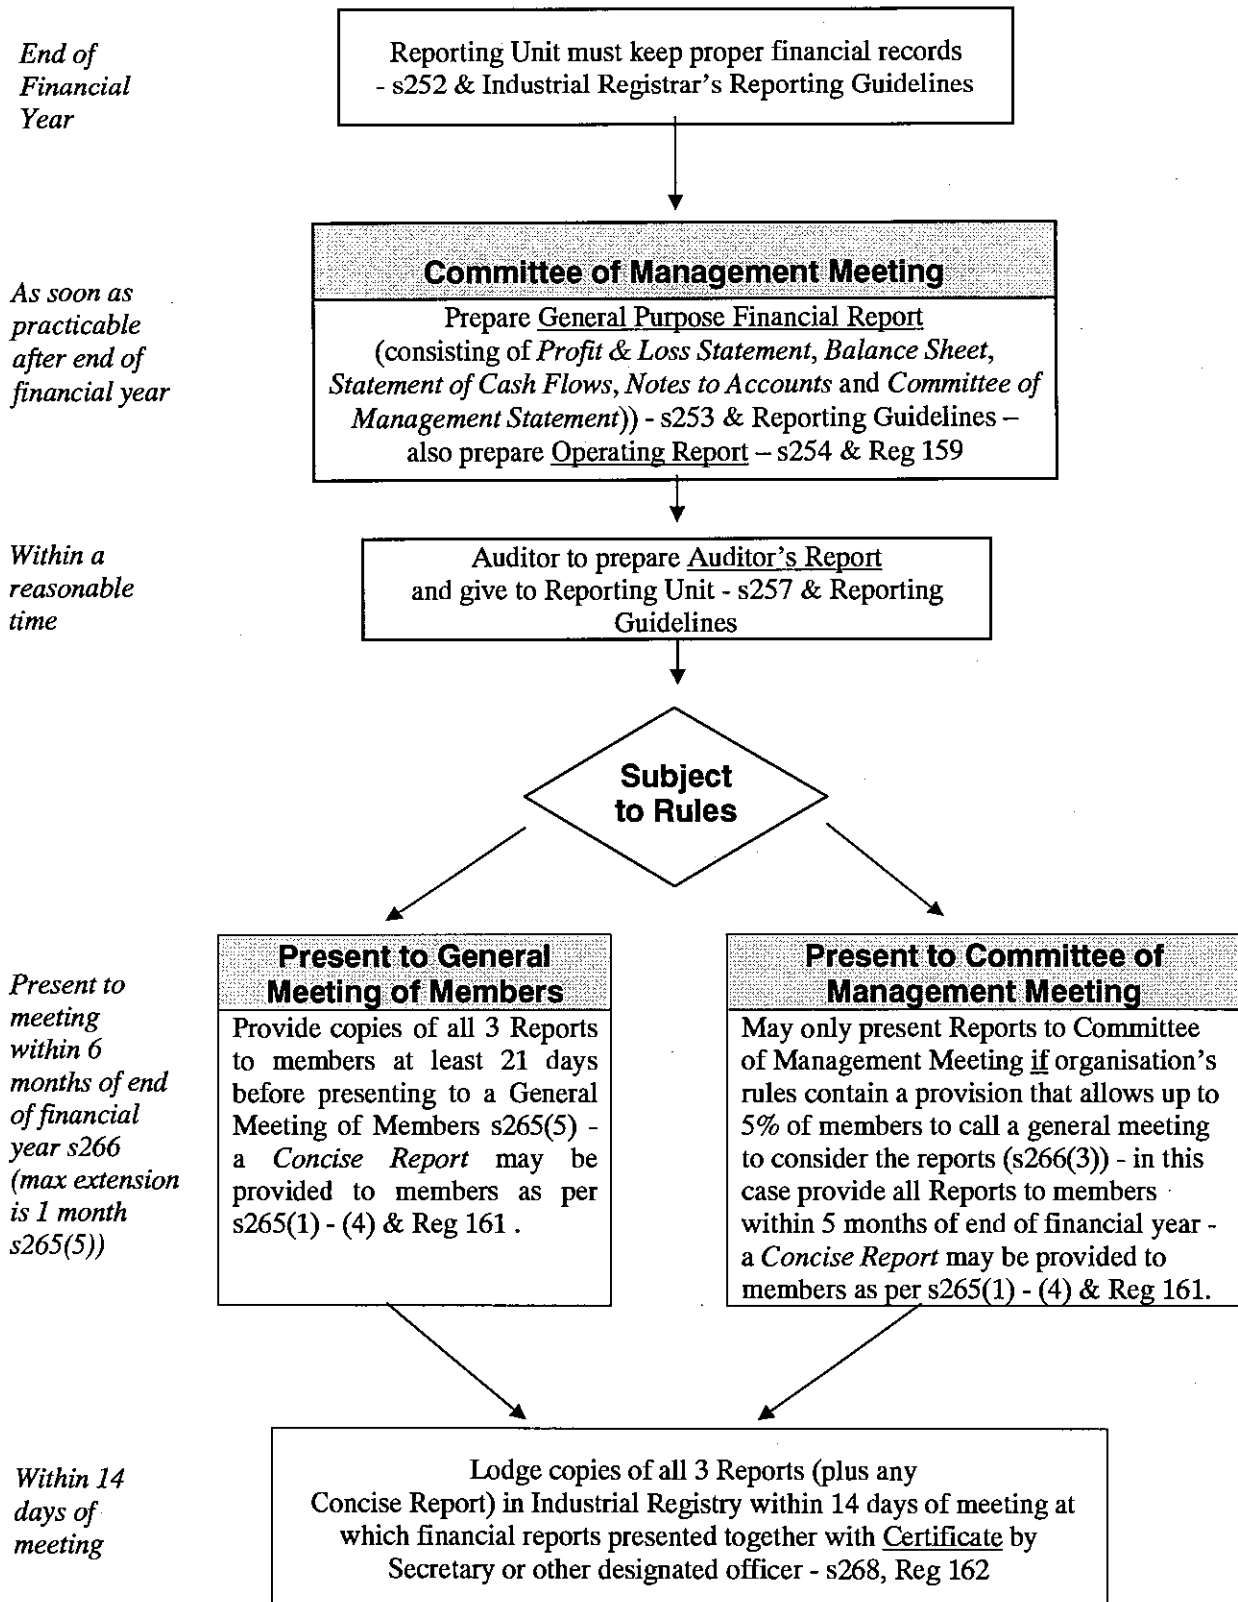 End of
Financial
Year
Reporting Unit must keep proper financial records
- s252 & Industrial Registrar's Reporting Guidelines
As soon as
practicable
after end of
financial year
Committee of Management Meeting
Prepare General Purpose Financial Report
(consisting of Profit & Loss Statement, Balance Sheet,
Statement of Cash Flows, Notes to Accounts and Committee of
Management Statement)) - s253 & Reporting Guidelines –
also prepare Operating Report – s254 & Reg 159
Within a
reasonable
time
Auditor to prepare Auditor's Report
and give to Reporting Unit - s257 & Reporting
Guidelines
Subject
to Rules
Present to
meeting
within 6
months of end
of financial
year s266
(max extension
is 1 month
s265(5))
Present to General
Meeting of Members
Provide copies of all 3 Reports
to members at least 21 days
before presenting to a General
Meeting of Members s265(5) -
a Concise Report may be
provided to members as per
s265(1) - (4) & Reg 161 .
Present to Committee of
Management Meeting
May only present Reports to Committee
of Management Meeting if organisation's
rules contain a provision that allows up to
5% of members to call a general meeting
to consider the reports (s266(3)) - in this
case provide all Reports to members
within 5 months of end of financial year -
a Concise Report may be provided to
members as per s265(1) - (4) & Reg 161.
Within 14
days of
meeting
Lodge copies of all 3 Reports (plus any
Concise Report) in Industrial Registry within 14 days of meeting at
which financial reports presented together with Certificate by
Secretary or other designated officer - s268, Reg 162